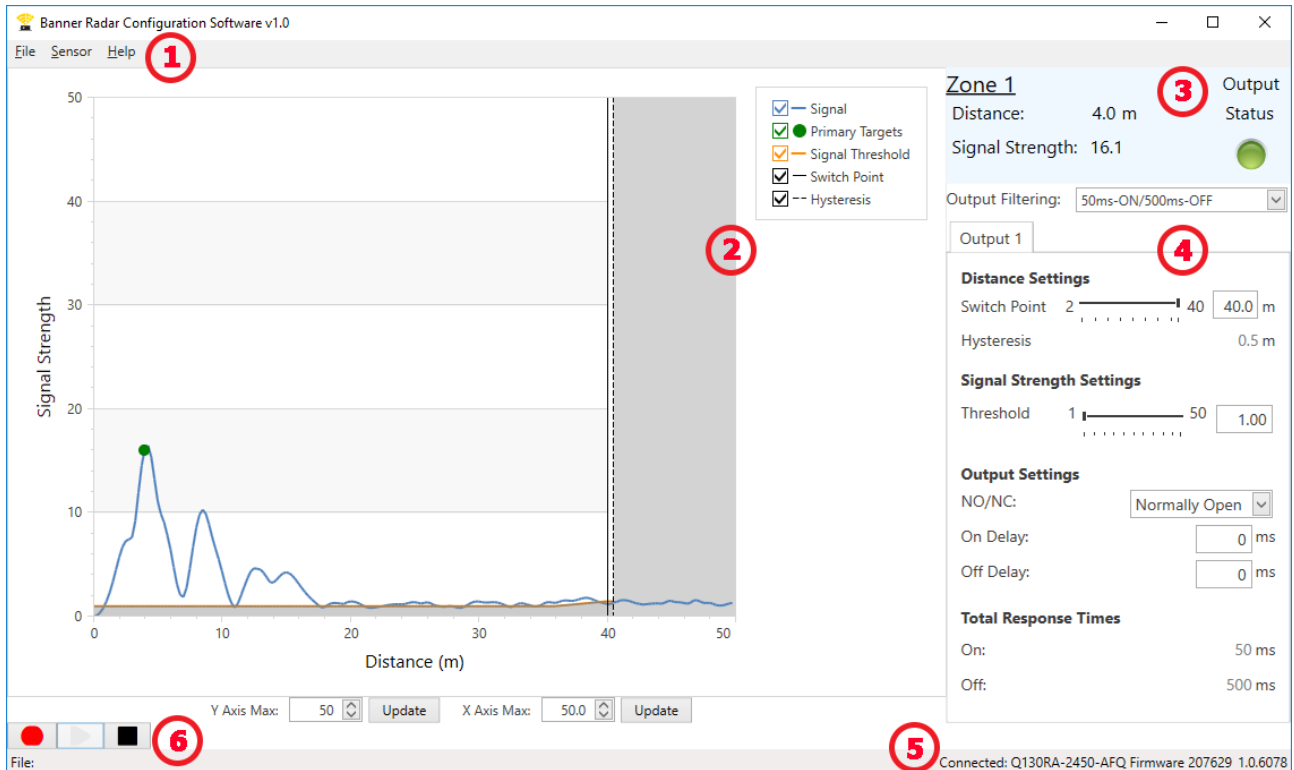 Banner Radar Configuration Software v1.0
File Sensor Help
1
50
40
30
20
10
0
Signal Strength
0 10 20 30 40 50
Distance (m)
Signal
Primary Targets
Signal Threshold
Switch Point
Hysteresis
2
Zone 1
3
Output
Distance: 4.0 m
Status
Signal Strength: 16.1
Output Filtering: 50ms-ON/500ms-OFF
Output 1
4
Distance Settings
Switch Point 2 40 40.0 m
Hysteresis 0.5 m
Signal Strength Settings
Threshold 1 50 1.00
Output Settings
NO/NC: Normally Open
On Delay: 0 ms
Off Delay: 0 ms
Total Response Times
On: 50 ms
Off: 500 ms
Y Axis Max: 50 Update X Axis Max: 50.0 Update
6
5
File:
Connected: Q130RA-2450-AFQ Firmware 207629 1.0.6078